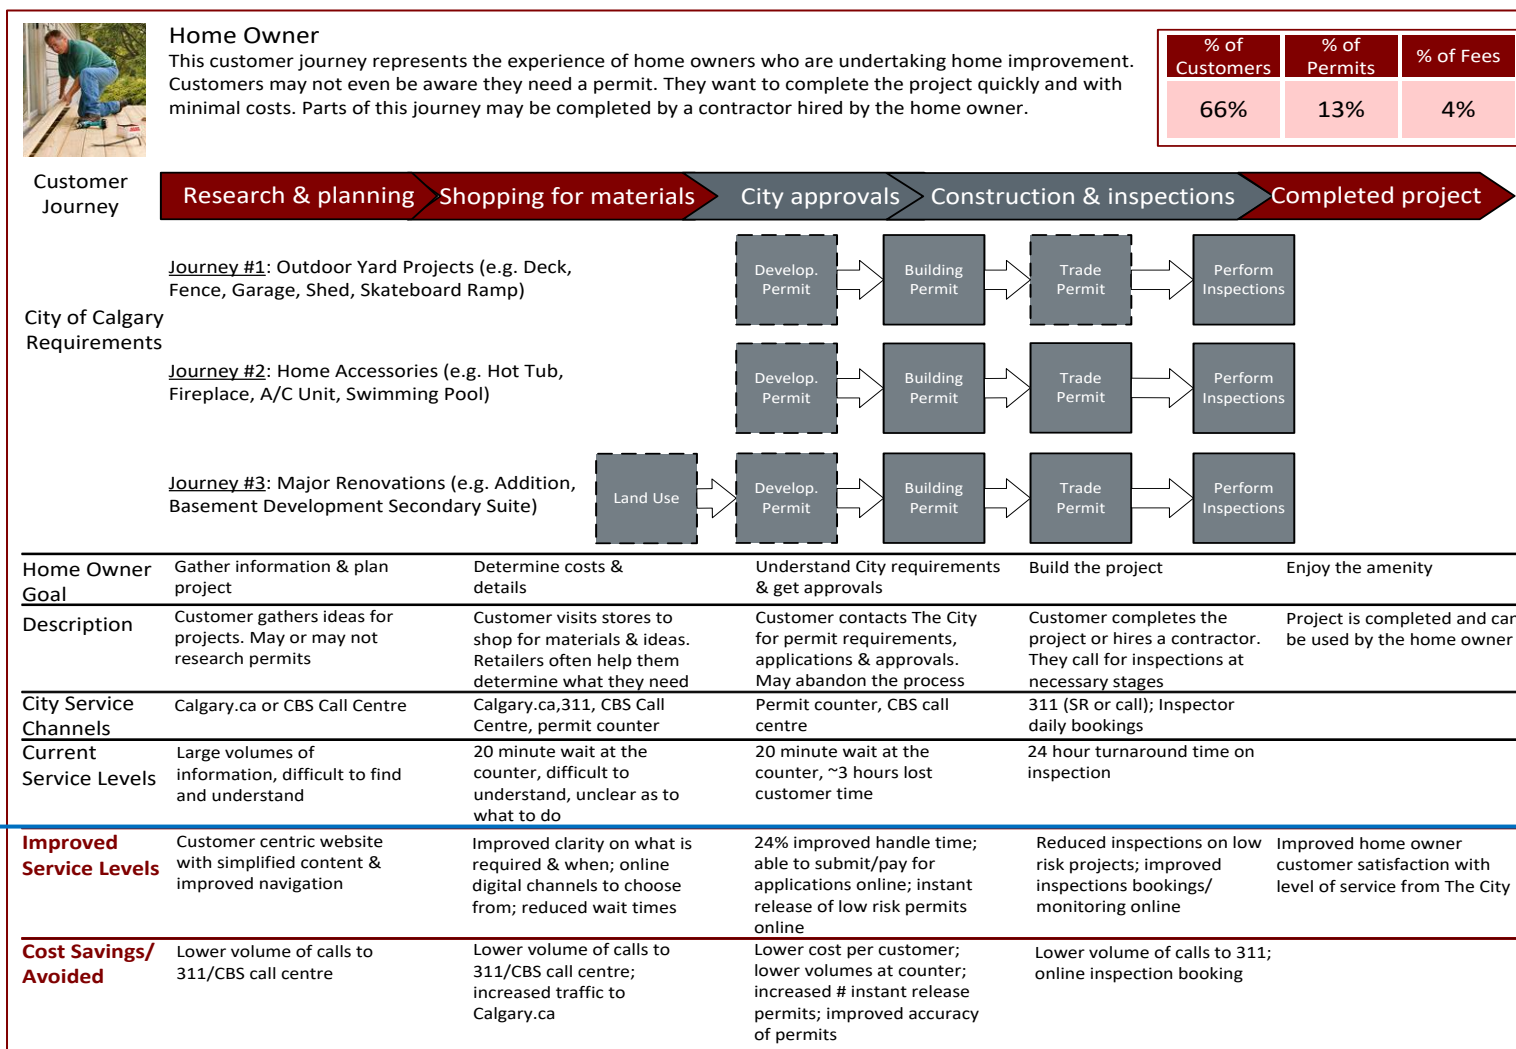 Home Owner
This customer journey represents the experience of home owners who are undertaking home improvement.
Customers may not even be aware they need a permit. They want to complete the project quickly and with
minimal costs. Parts of this journey may be completed by a contractor hired by the home owner.
% of
Customers
% of
Permits
% of Fees
66%
13%
4%
Customer
Journey
Research & planning
Shopping for materials
City approvals
Construction & inspections
Completed project
City of Calgary
Requirements
Journey #1: Outdoor Yard Projects (e.g. Deck,
Fence, Garage, Shed, Skateboard Ramp)
Develop.
Permit
Building
Permit
Trade
Permit
Perform
Inspections
Journey #2: Home Accessories (e.g. Hot Tub,
Fireplace, A/C Unit, Swimming Pool)
Develop.
Permit
Building
Permit
Trade
Permit
Perform
Inspections
Journey #3: Major Renovations (e.g. Addition,
Basement Development Secondary Suite)
Land Use
Develop.
Permit
Building
Permit
Trade
Permit
Perform
Inspections
Home Owner
Goal
Gather information & plan
project
Determine costs &
details
Understand City requirements
& get approvals
Build the project
Enjoy the amenity
Description
Customer gathers ideas for
projects. May or may not
research permits
Customer visits stores to
shop for materials & ideas.
Retailers often help them
determine what they need
Customer contacts The City
for permit requirements,
applications & approvals.
May abandon the process
Customer completes the
project or hires a contractor.
They call for inspections at
necessary stages
Project is completed and can
be used by the home owner
City Service
Channels
Calgary.ca or CBS Call Centre
Calgary.ca,311, CBS Call
Centre, permit counter
Permit counter, CBS call
centre
311 (SR or call); Inspector
daily bookings
Current
Service Levels
Large volumes of
information, difficult to find
and understand
20 minute wait at the
counter, difficult to
understand, unclear as to
what to do
20 minute wait at the
counter, ~3 hours lost
customer time
24 hour turnaround time on
inspection
Improved
Service Levels
Customer centric website
with simplified content &
improved navigation
Improved clarity on what is
required & when; online
digital channels to choose
from; reduced wait times
24% improved handle time;
able to submit/pay for
applications online; instant
release of low risk permits
online
Reduced inspections on low
risk projects; improved
inspections bookings/
monitoring online
Improved home owner
customer satisfaction with
level of service from The City
Cost Savings/
Avoided
Lower volume of calls to
311/CBS call centre
Lower volume of calls to
311/CBS call centre;
increased traffic to
Calgary.ca
Lower cost per customer;
lower volumes at counter;
increased # instant release
permits; improved accuracy
of permits
Lower volume of calls to 311;
online inspection booking